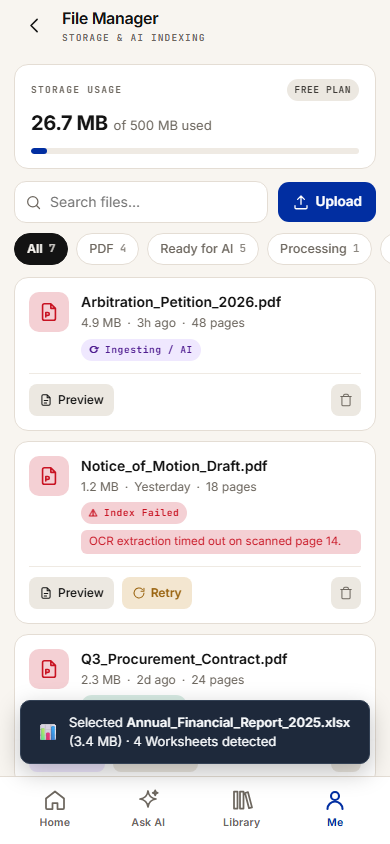 File Manager
STORAGE & AI INDEXING
STORAGE USAGE
FREE PLAN
26.7 MB of 500 MB used
Search files...
Upload
All 7
PDF 4
Ready for AI 5
Processing 1
Arbitration_Petition_2026.pdf
4.9 MB · 3h ago · 48 pages
Ingesting / AI
Preview
Notice_of_Motion_Draft.pdf
1.2 MB · Yesterday · 18 pages
Index Failed
OCR extraction timed out on scanned page 14.
Preview
Retry
Q3_Procurement_Contract.pdf
2.3 MB · 2d ago · 24 pages
Selected Annual_Financial_Report_2025.xlsx
(3.4 MB) · 4 Worksheets detected
Home
Ask AI
Library
Me